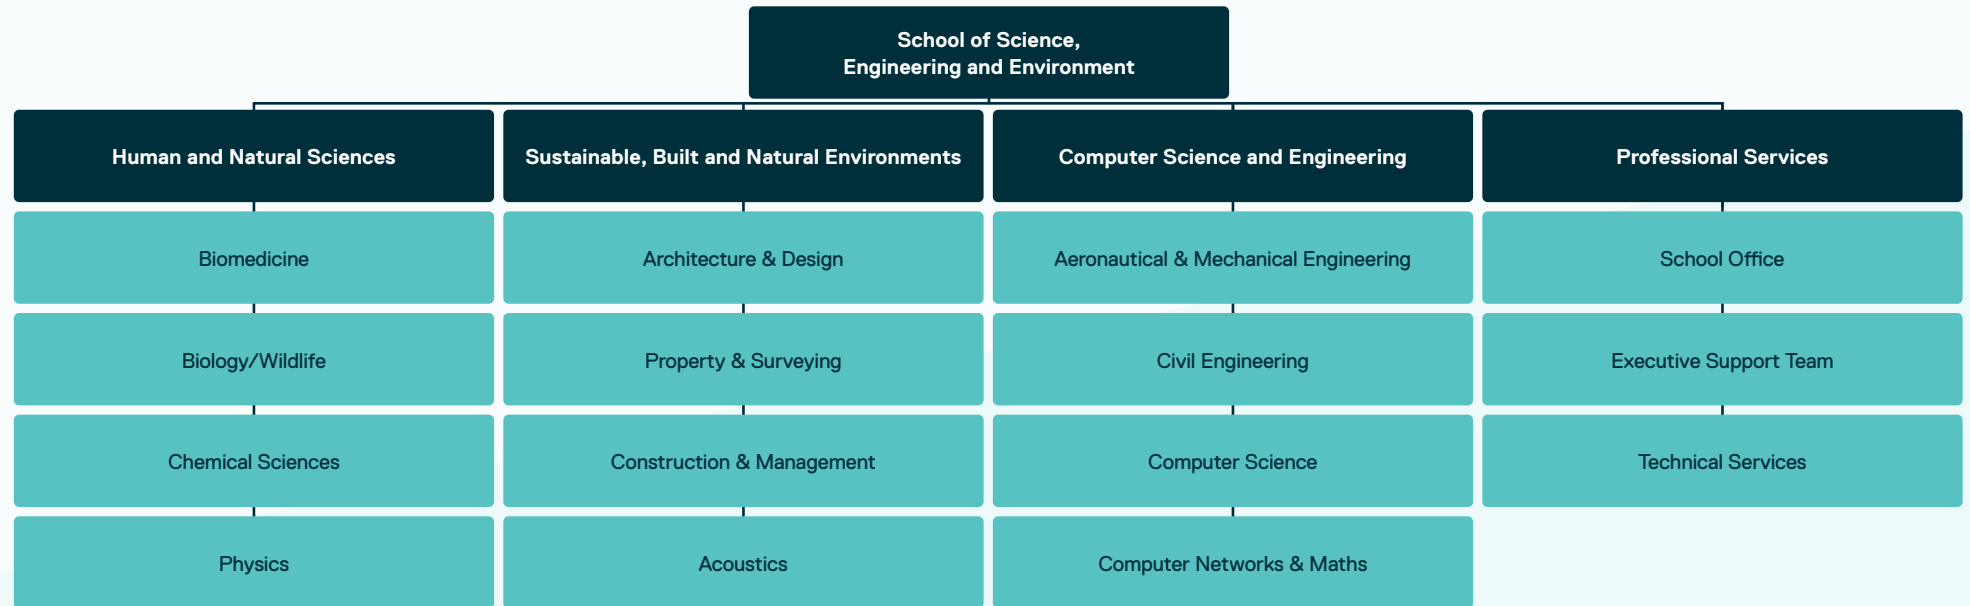 School of Science,
Engineering and Environment
Human and Natural Sciences
Sustainable, Built and Natural Environments
Computer Science and Engineering
Professional Services
Biomedicine
Architecture & Design
Aeronautical & Mechanical Engineering
School Office
Biology/Wildlife
Property & Surveying
Civil Engineering
Executive Support Team
Chemical Sciences
Construction & Management
Computer Science
Technical Services
Physics
Acoustics
Computer Networks & Maths